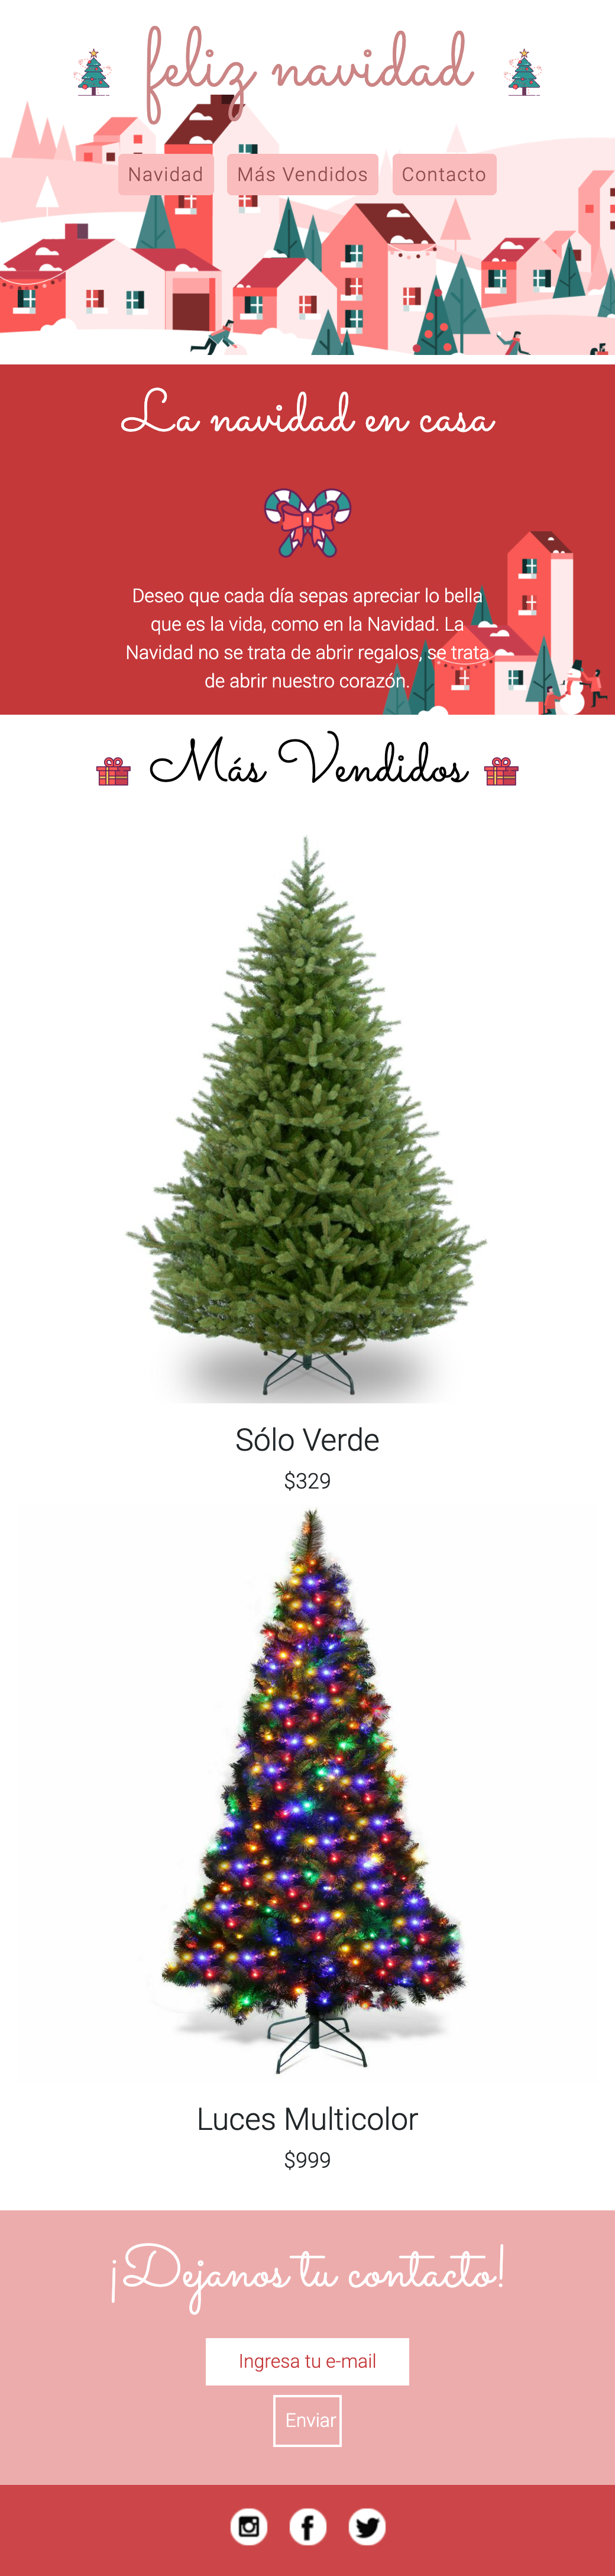 feliz navidad
Navidad
Más Vendidos
Contacto
La navidad en casa
Deseo que cada día sepas apreciar lo bella
que es la vida, como en la Navidad. La
Navidad no se trata de abrir regalos, se trata
de abrir nuestro corazón.
Más Vendidos
Sólo Verde
$329
Luces Multicolor
$999
¡Dejanos tu contacto!
Ingresa tu e-mail
Enviar